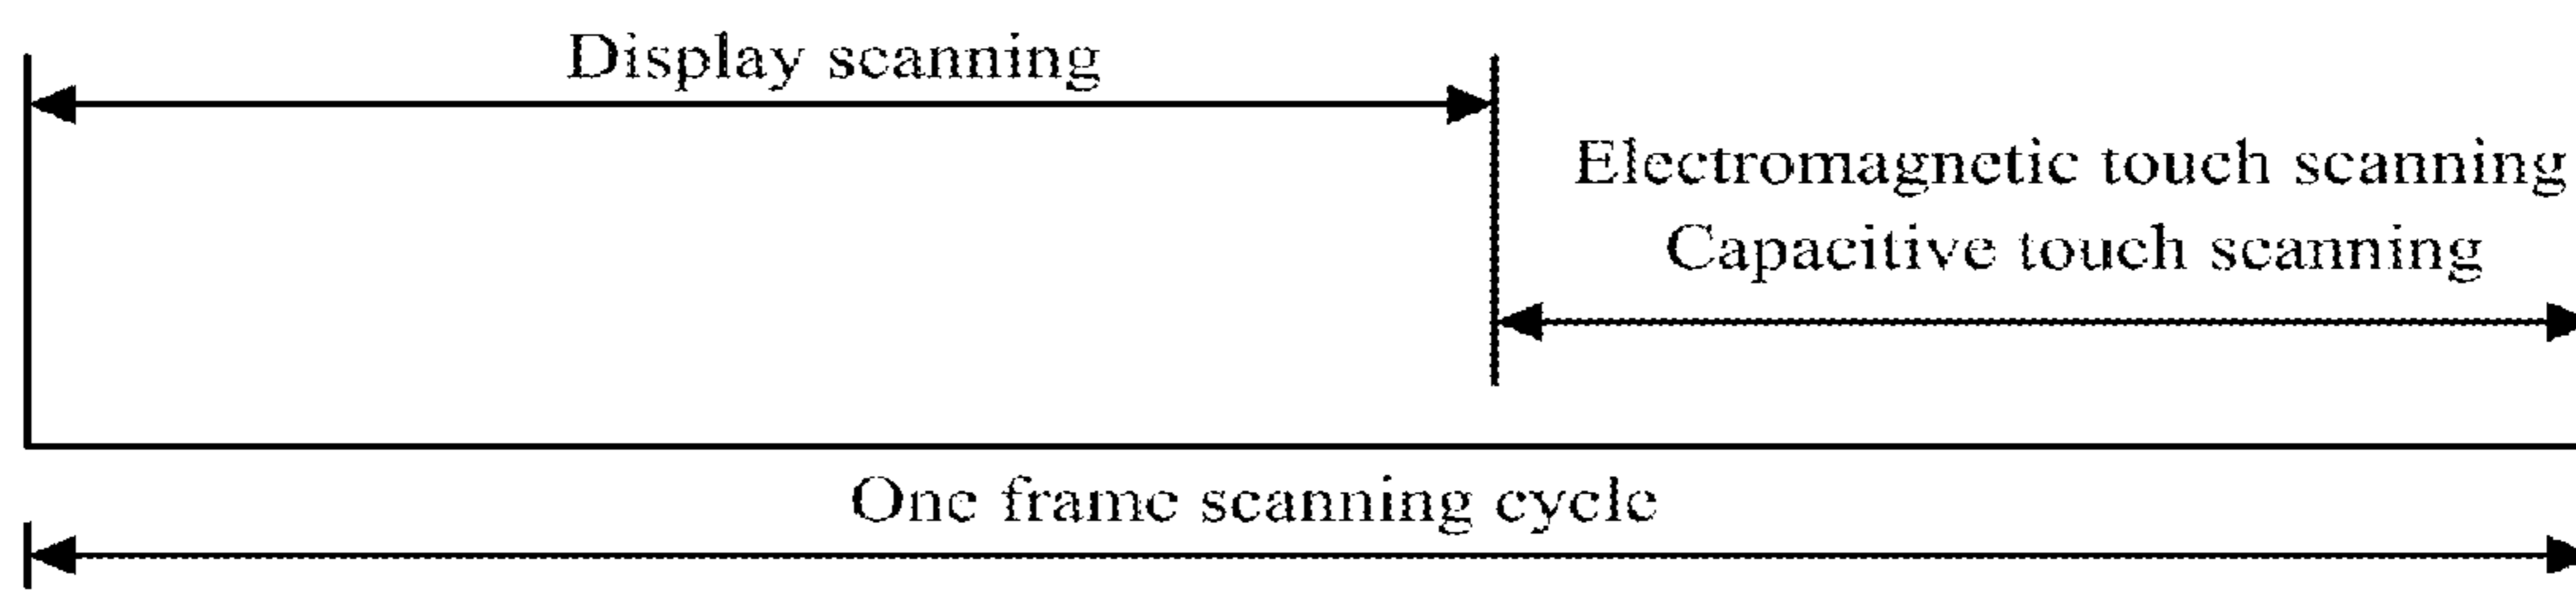 Display scanning
Electromagnetic touch scanning
Capacitive touch scanning
One frame scanning cycle